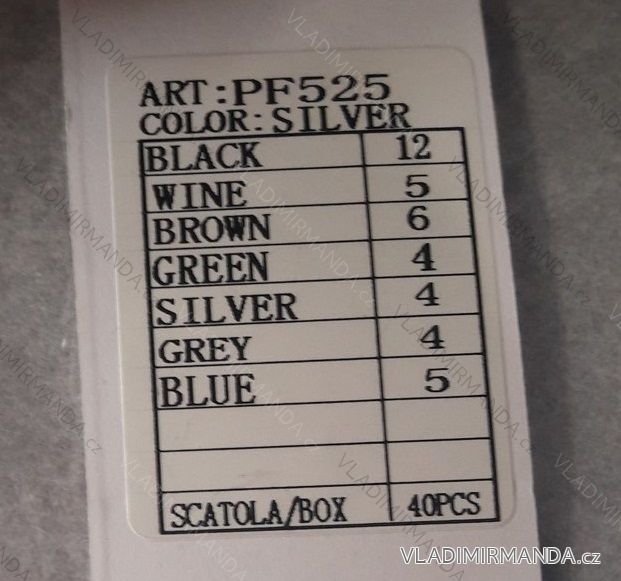 ART:PF525
COLOR:SILVER
BLACK 12
WINE 5
BROWN 6
GREEN 4
SILVER 4
GREY 4
BLUE 5
SCATOLA/BOX 40PCS
VLADIMIRMANDA.cz